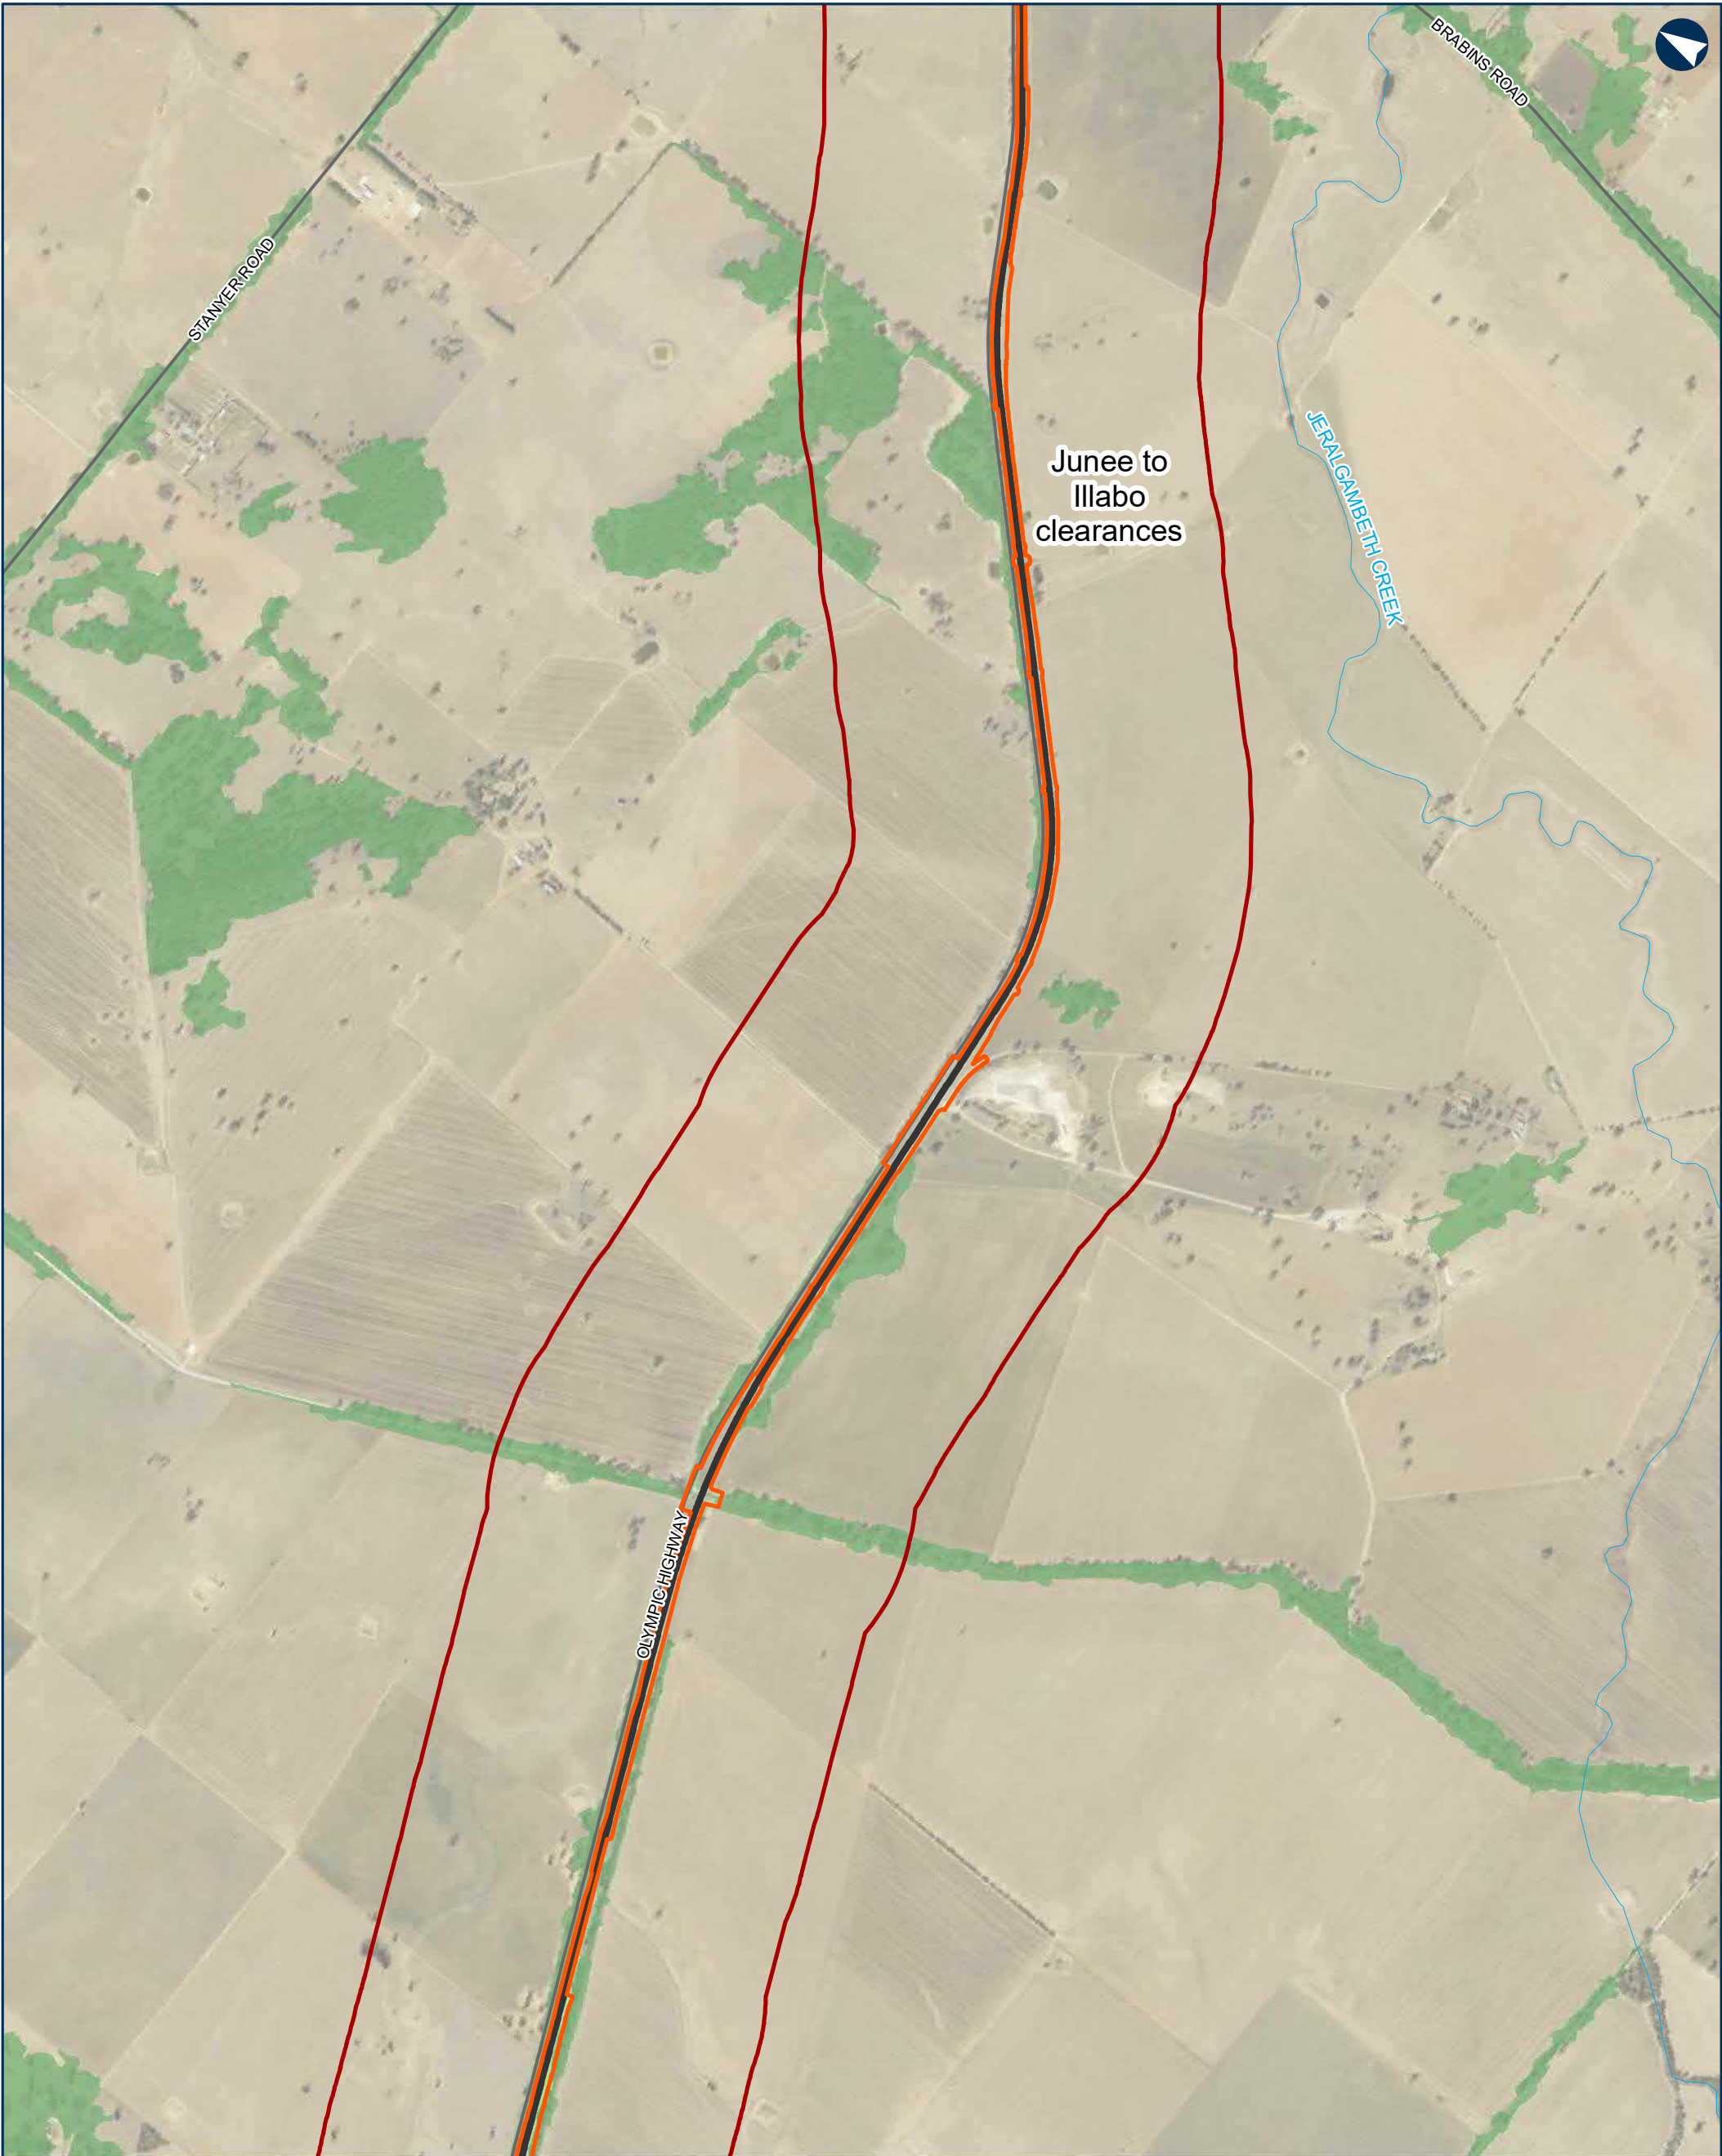 BRABINS ROAD
STANYER ROAD
Junee to
Illabo
clearances
JERALGAMBETH CREEK
OLYMPIC HIGHWAY